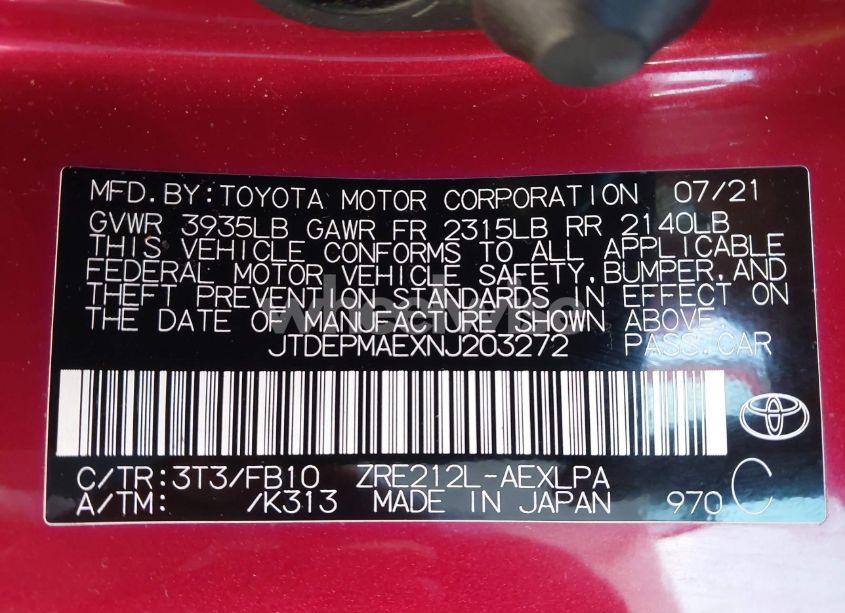 MFD.BY:TOYOTA MOTOR CORPORATION 07/21
GVWR 3935LB GAWR FR 2315LB RR 2140LB
THIS VEHICLE CONFORMS TO ALL APPLICABLE
FEDERAL MOTOR VEHICLE SAFETY,BUMPER,AND
THEFT PREVENTION STANDARDS IN EFFECT ON
THE DATE OF MANUFACTURE SHOWN ABOVE.
JTDEPMAEXNJ203272 PASS.CAR
C/TR:3T3/FB10 ZRE212L-AEXLPA
A/TM: /K313 MADE IN JAPAN 970 C